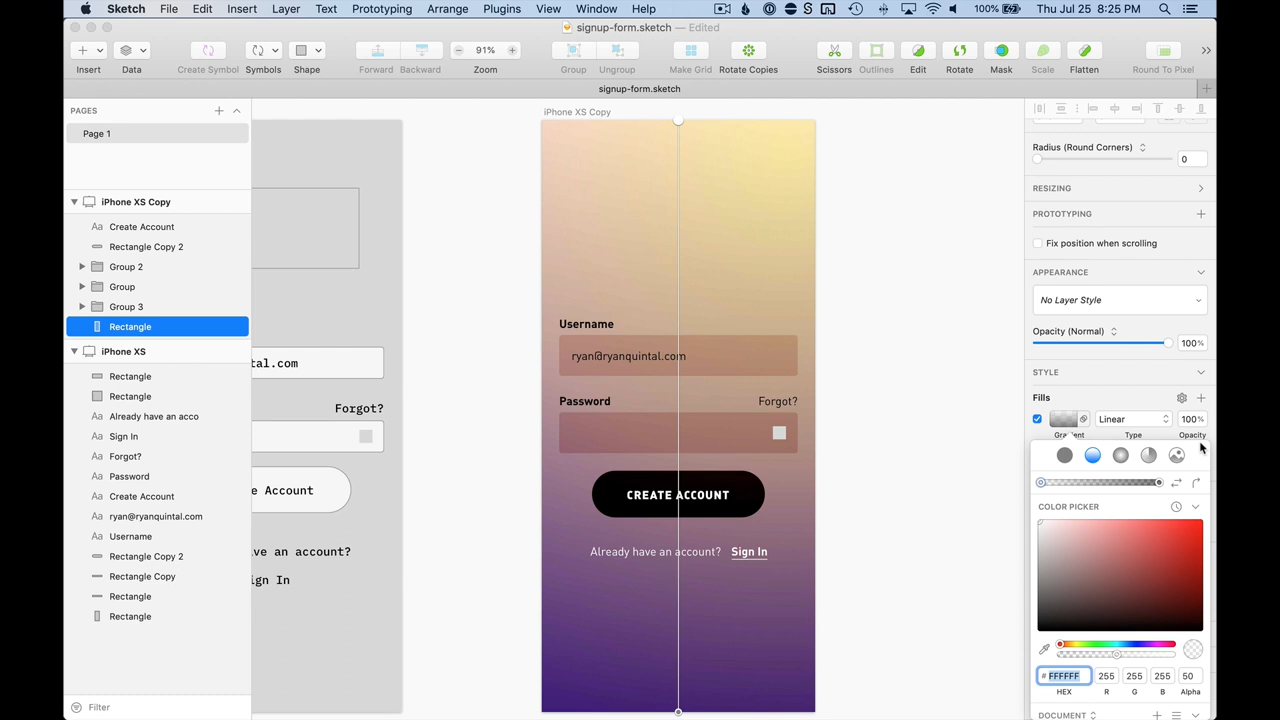 Sketch File Edit Insert Layer Text Prototyping Arrange Plugins View Window Help 100% Thu Jul 25 8:25 PM
signup-form.sketch — Edited
91%
Insert Data Create Symbol Symbols Shape Forward Backward Zoom Group Ungroup Make Grid Rotate Copies Scissors Outlines Edit Rotate Mask Scale Flatten Round To Pixel
signup-form.sketch
PAGES
Page 1
iPhone XS Copy
Create Account
Rectangle Copy 2
Group 2
Group
Group 3
Rectangle
iPhone XS
Rectangle
Rectangle
Already have an acco
Sign In
Forgot?
Password
Create Account
ryan@ryanquintal.com
Username
Rectangle Copy 2
Rectangle Copy
Rectangle
Rectangle
Filter
tal.com
Forgot?
e Account
ve an account?
ign In
iPhone XS Copy
Username
ryan@ryanquintal.com
Password Forgot?
CREATE ACCOUNT
Already have an account? Sign In
Radius (Round Corners)
0
RESIZING
PROTOTYPING
Fix position when scrolling
APPEARANCE
No Layer Style
Opacity (Normal)
100%
STYLE
Fills
Linear 100%
Gradient Type Opacity
COLOR PICKER
# FFFFFF 255 255 255 50
HEX R G B Alpha
DOCUMENT